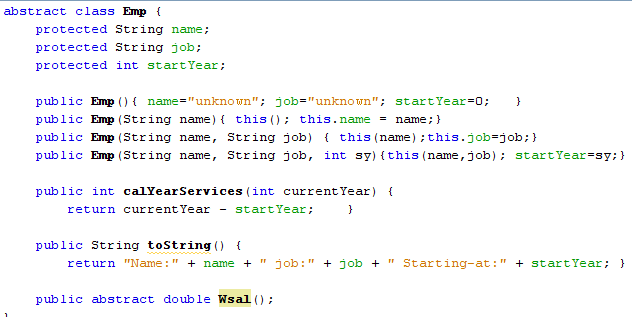 abstract class Emp {
    protected String name;
    protected String job;
    protected int startYear;
    public Emp(){ name="unknown"; job="unknown"; startYear=0;   }
    public Emp(String name){ this(); this.name = name;}
    public Emp(String name, String job) { this(name);this.job=job;}
    public Emp(String name, String job, int sy){this(name,job); startYear=sy;}
    public int calYearServices(int currentYear) {
        return currentYear - startYear;    }
    public String toString() {
        return "Name:" + name + " job:" + job + " Starting-at:" + startYear; }
    public abstract double Wsal();
}